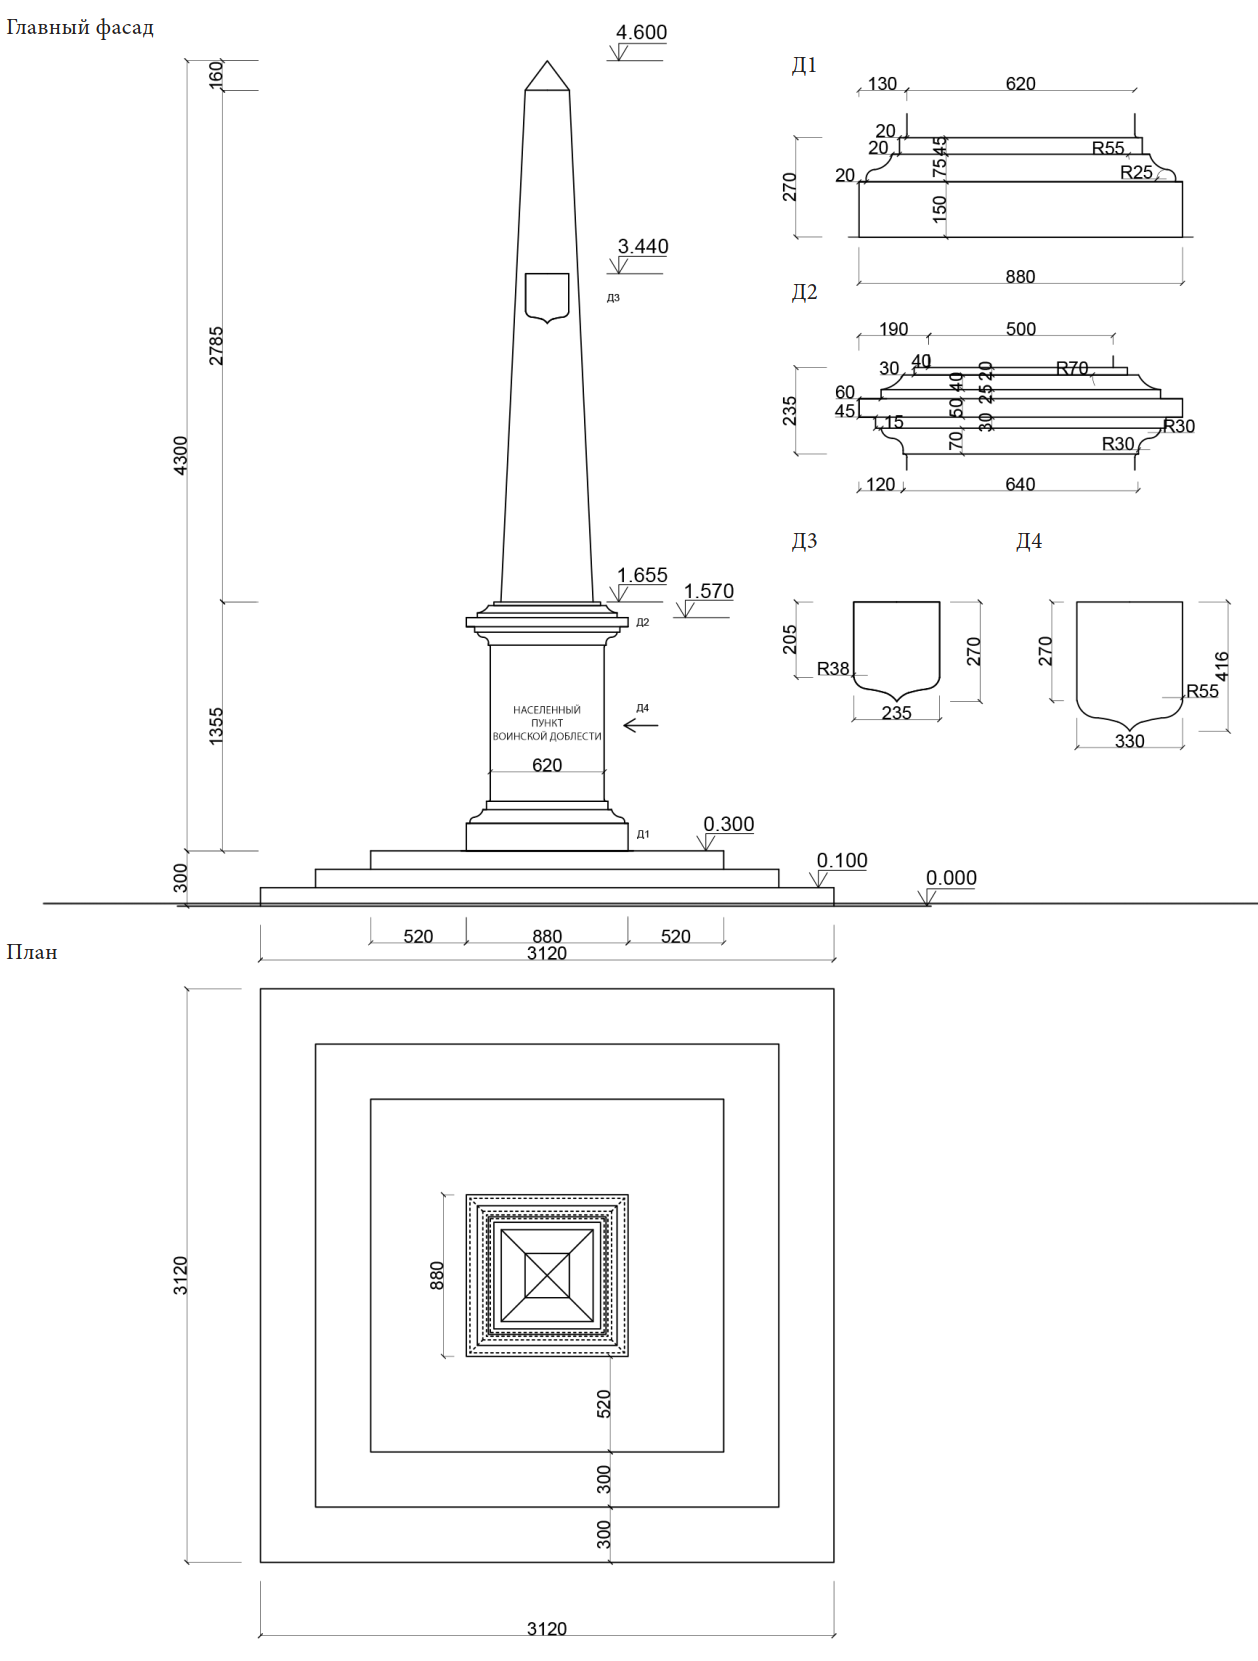 Главный фасад
4.600
160
2785
4300
3.440
Д3
1.655
1.570
Д2
1355
НАСЕЛЕННЫЙ
ПУНКТ
ВОИНСКОЙ ДОБЛЕСТИ
Д4
620
Д1
0.300
0.100
0.000
300
520
880
520
3120
Д1
130
620
20
20
20
45
75
150
R55
R25
270
880
Д2
190
500
40
30
60
45
15
20
40
25
50
30
70
R70
R30
R30
235
120
640
Д3
205
R38
270
235
Д4
270
416
R55
330
План
3120
880
520
300
300
3120